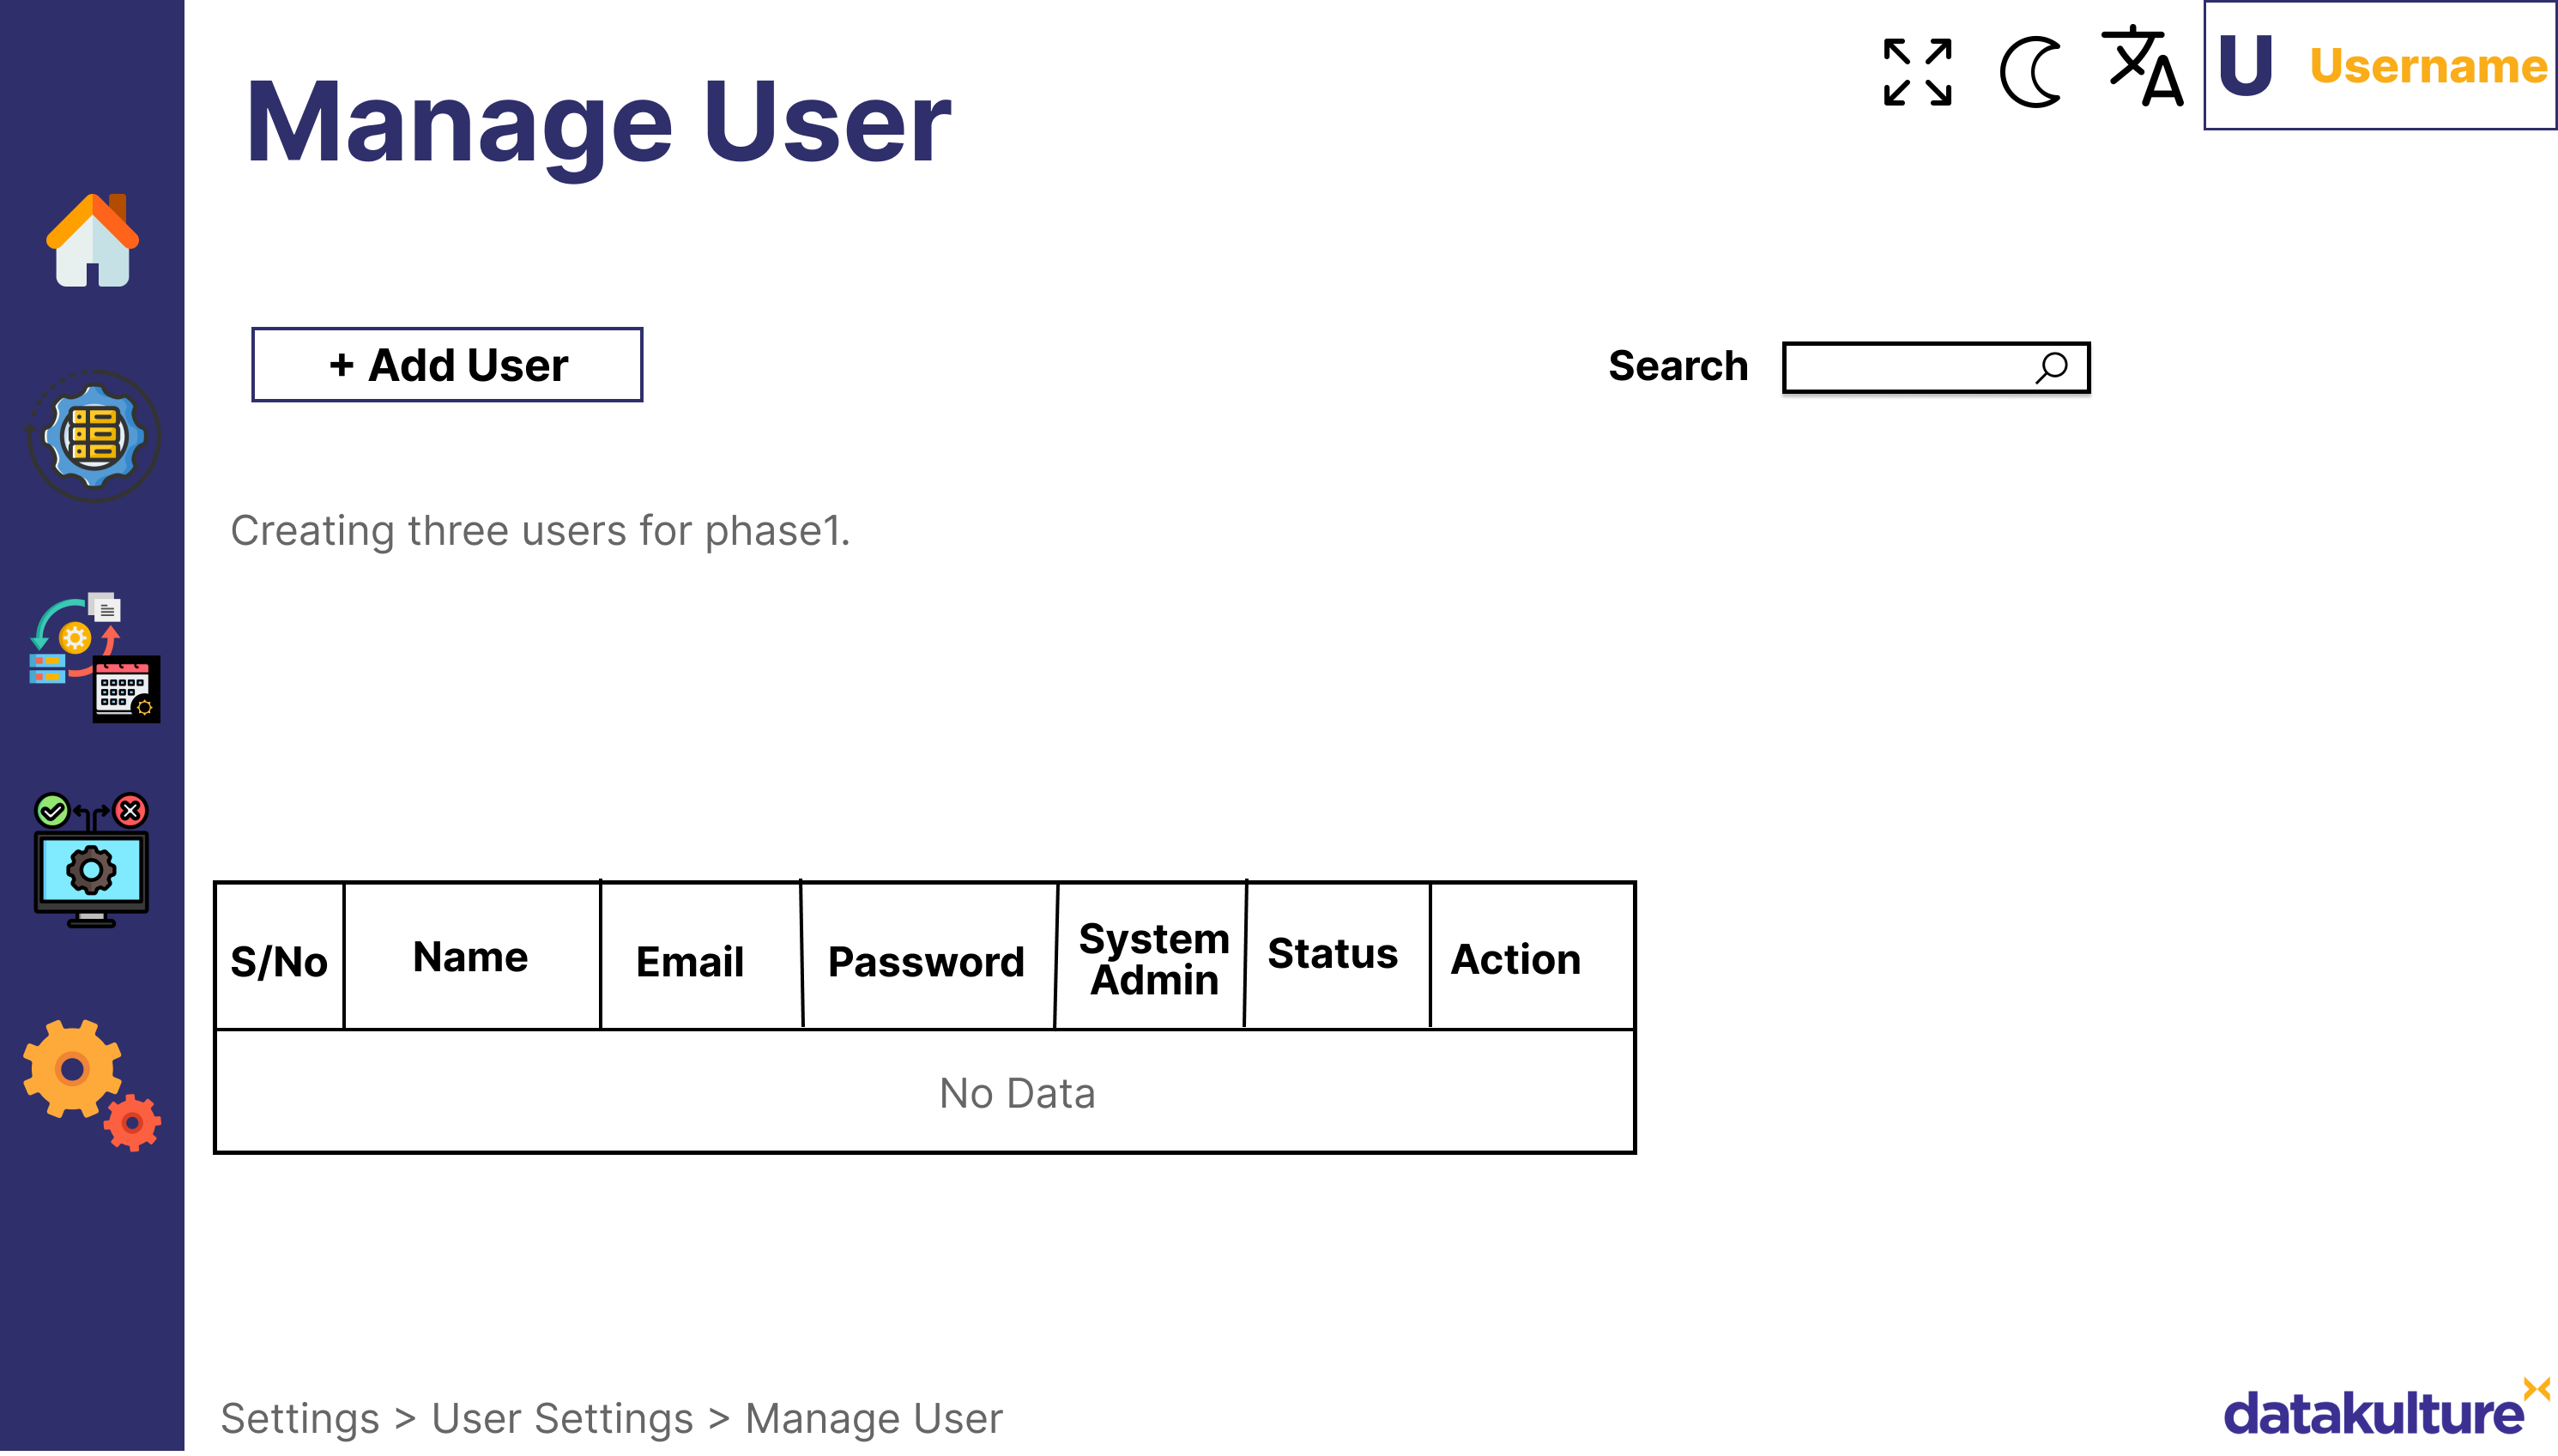 Manage User
U Username
+ Add User
Search
Creating three users for phase1.
S/No Name Email Password System Admin Status Action
No Data
Settings > User Settings > Manage User
datakulture